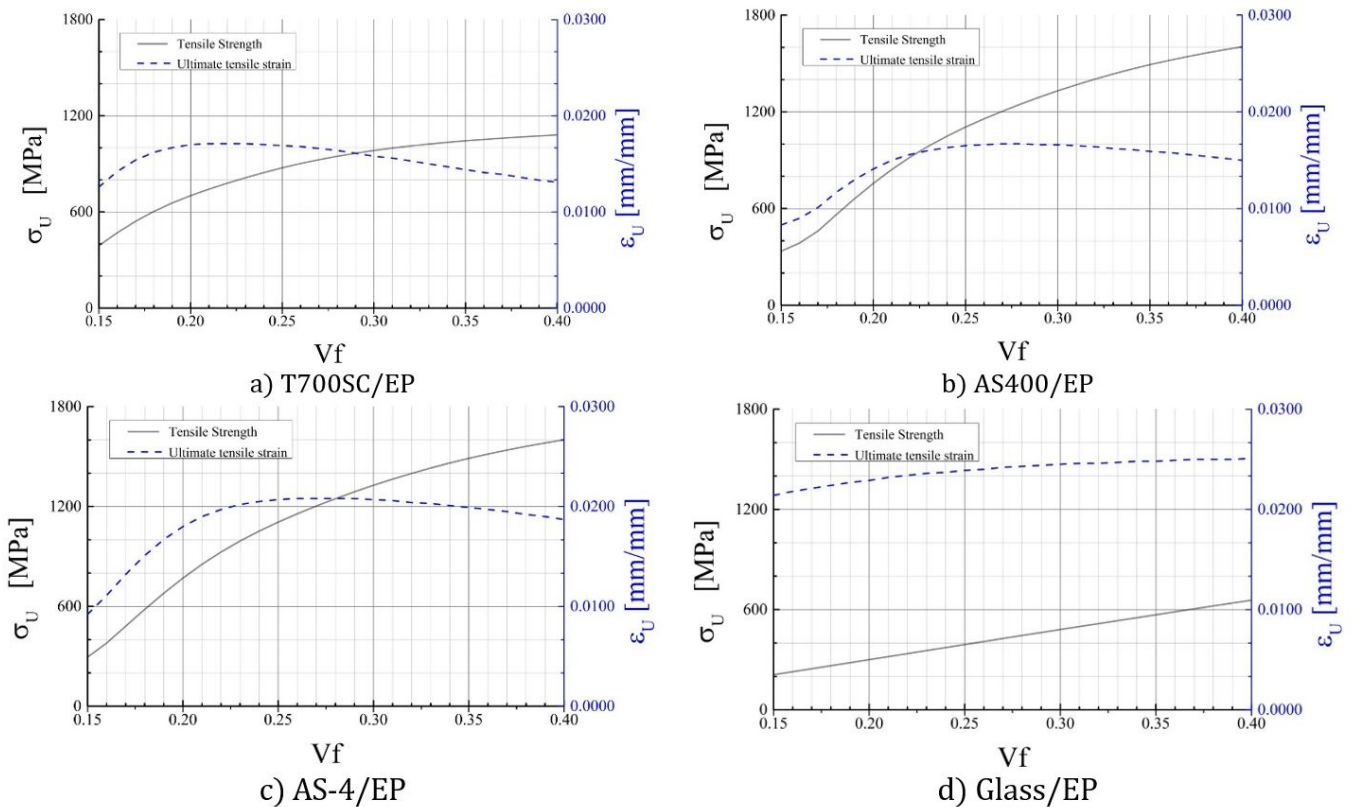 1800
1200
600
0
σU [MPa]
Tensile Strength
Ultimate tensile strain
0.0300
0.0200
0.0100
0.0000
εU [mm/mm]
0.15 0.20 0.25 0.30 0.35 0.40
Vf
a) T700SC/EP
1800
1200
600
0
σU [MPa]
Tensile Strength
Ultimate tensile strain
0.0300
0.0200
0.0100
0.0000
εU [mm/mm]
0.15 0.20 0.25 0.30 0.35 0.40
Vf
b) AS400/EP
1800
1200
600
0
σU [MPa]
Tensile Strength
Ultimate tensile strain
0.0300
0.0200
0.0100
0.0000
εU [mm/mm]
0.15 0.20 0.25 0.30 0.35 0.40
Vf
c) AS-4/EP
1800
1200
600
0
σU [MPa]
Tensile Strength
Ultimate tensile strain
0.0300
0.0200
0.0100
0.0000
εU [mm/mm]
0.15 0.20 0.25 0.30 0.35 0.40
Vf
d) Glass/EP